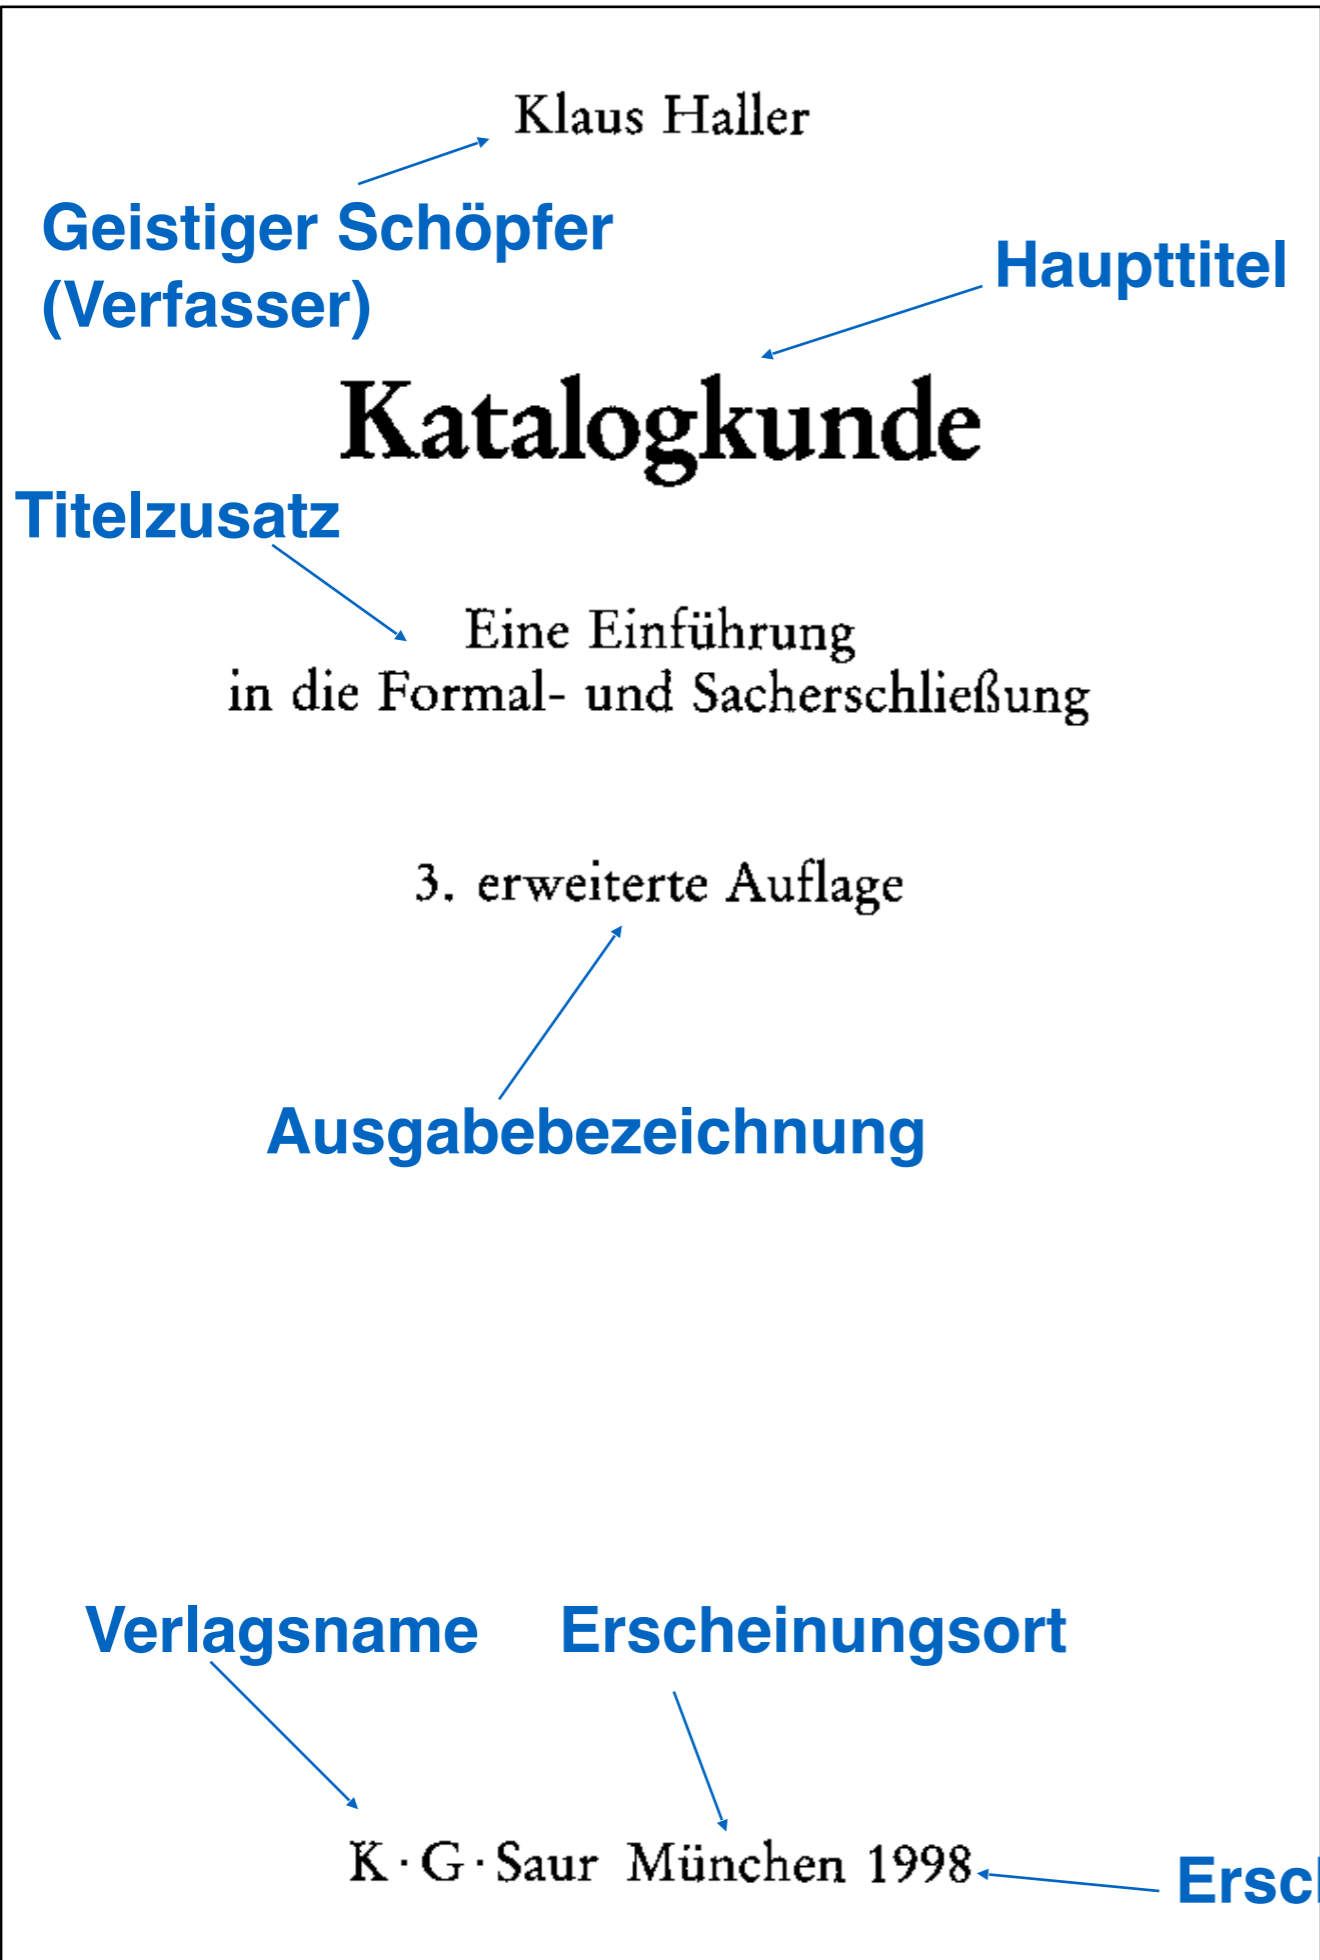 Klaus Haller
Geistiger Schöpfer
(Verfasser)
Haupttitel
Katalogkunde
Titelzusatz
Eine Einführung
in die Formal- und Sacherschließung
3. erweiterte Auflage
Ausgabebezeichnung
Verlagsname Erscheinungsort
K · G · Saur München 1998